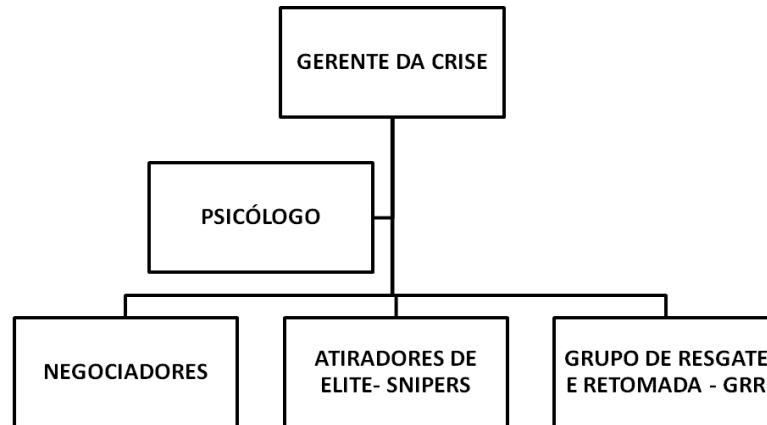 GERENTE DA CRISE
PSICÓLOGO
NEGOCIADORES
ATIRADORES DE
ELITE- SNIPERS
GRUPO DE RESGATE
E RETOMADA - GRR